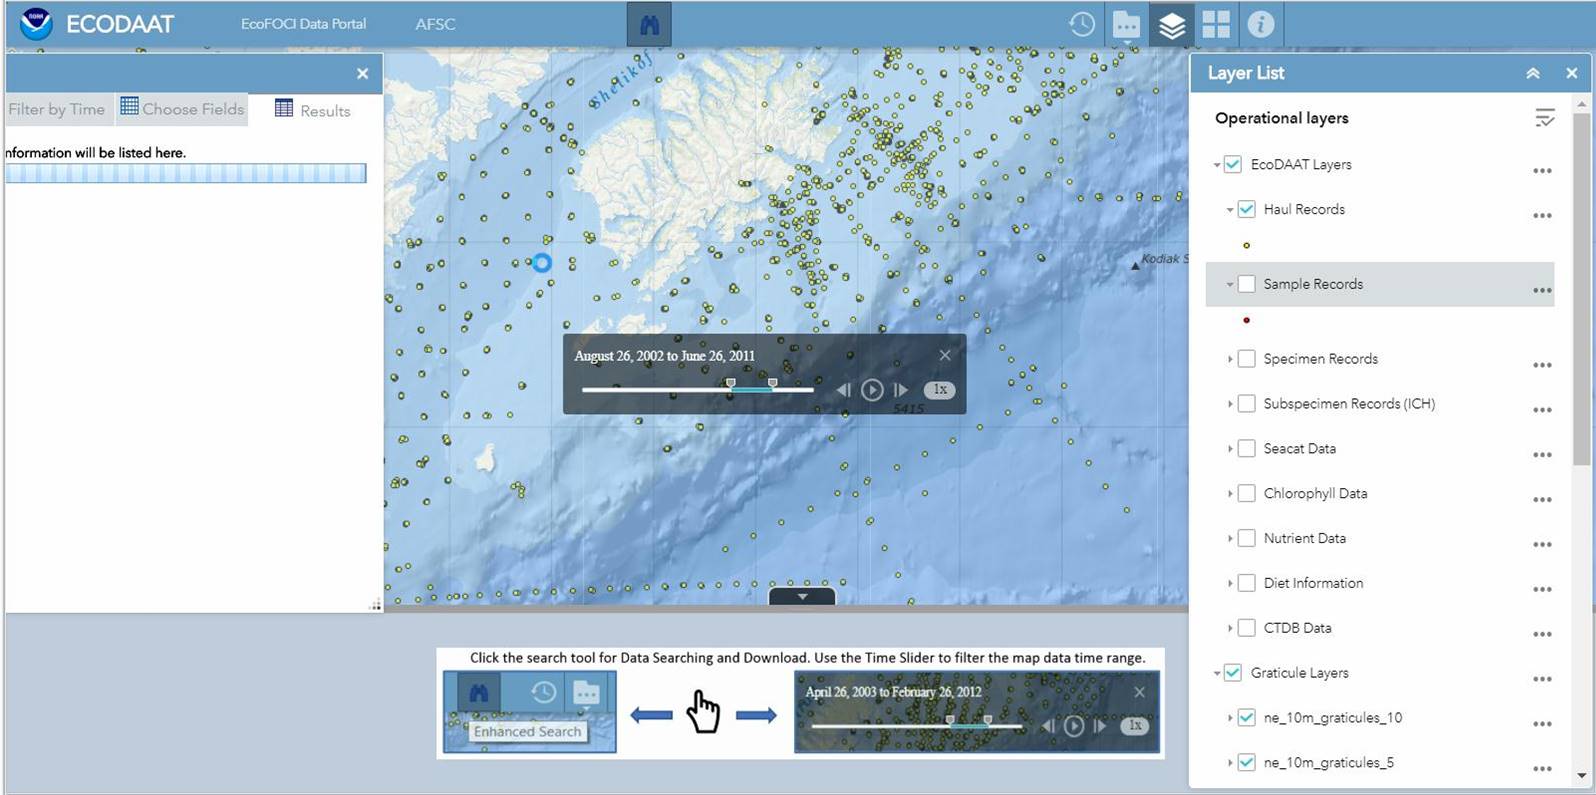 NOAA
ECODAAT
EcoFOCI Data Portal
AFSC
Filter by Time
Choose Fields
Results
nformation will be listed here.
Shelikof
Kodiak S
5415
August 26, 2002 to June 26, 2011
1x
Layer List
Operational layers
EcoDAAT Layers
Haul Records
Sample Records
Specimen Records
Subspecimen Records (ICH)
Seacat Data
Chlorophyll Data
Nutrient Data
Diet Information
CTDB Data
Graticule Layers
ne_10m_graticules_10
ne_10m_graticules_5
Click the search tool for Data Searching and Download. Use the Time Slider to filter the map data time range.
Enhanced Search
April 26, 2003 to February 26, 2012
1x